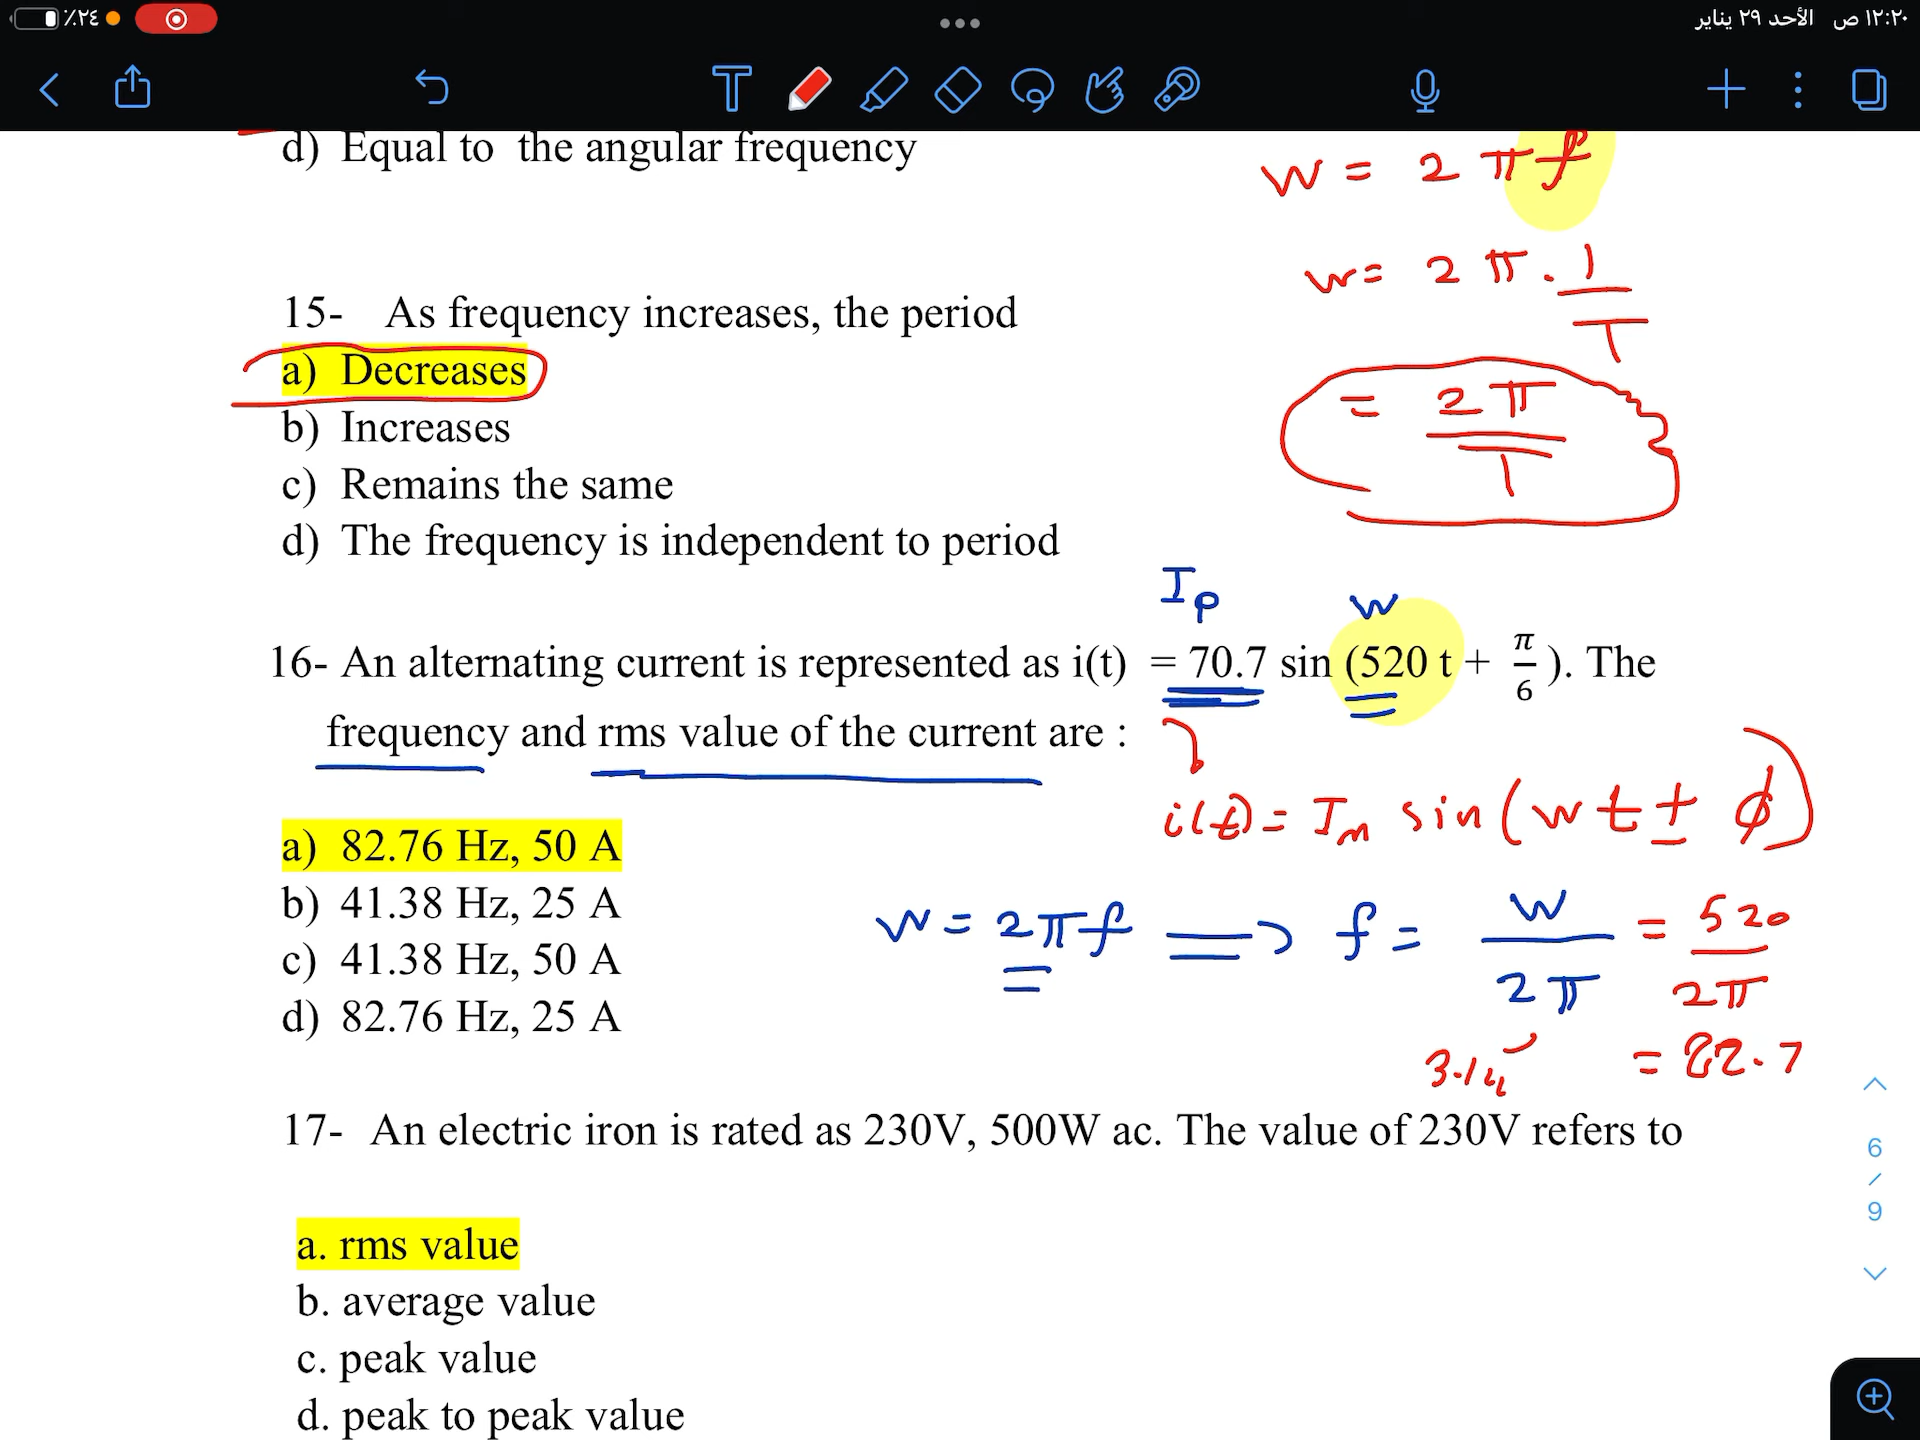 ٪٢٤
الأحد ٢٩ يناير ١٢:٢٠ ص
d) Equal to the angular frequency
w = 2 π f
w = 2 π . 1/T
15- As frequency increases, the period
a) Decreases
= 2π/T
b) Increases
c) Remains the same
d) The frequency is independent to period
Ip w
16- An alternating current is represented as i(t) = 70.7 sin (520 t + π/6 ). The
frequency and rms value of the current are :
i(t) = Im sin (wt ± ϕ)
a) 82.76 Hz, 50 A
b) 41.38 Hz, 25 A
w = 2πf => f = w/2π = 520/2π
c) 41.38 Hz, 50 A
d) 82.76 Hz, 25 A
3.14 = 82.7
17- An electric iron is rated as 230V, 500W ac. The value of 230V refers to
6
/
9
a. rms value
b. average value
c. peak value
d. peak to peak value